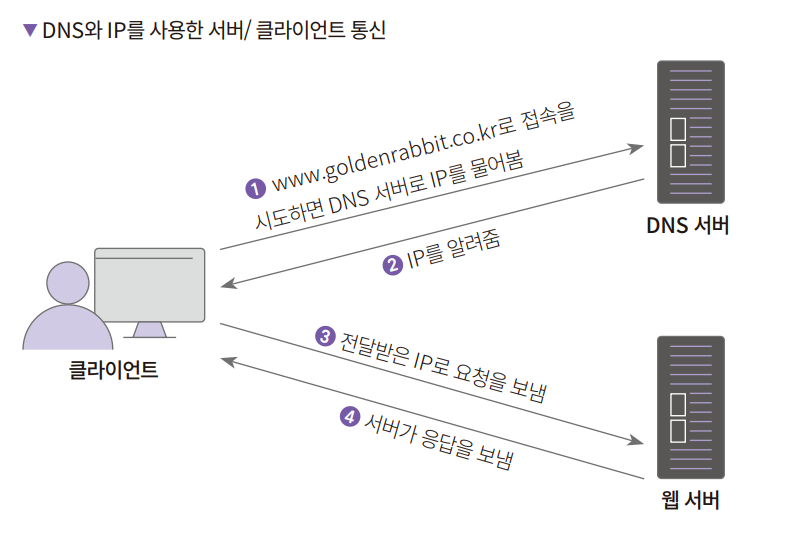 ▼ DNS와 IP를 사용한 서버/ 클라이언트 통신
1 www.goldenrabbit.co.kr로 접속을
시도하면 DNS 서버로 IP를 물어봄
DNS 서버
2 IP를 알려줌
클라이언트
3 전달받은 IP로 요청을 보냄
4 서버가 응답을 보냄
웹 서버